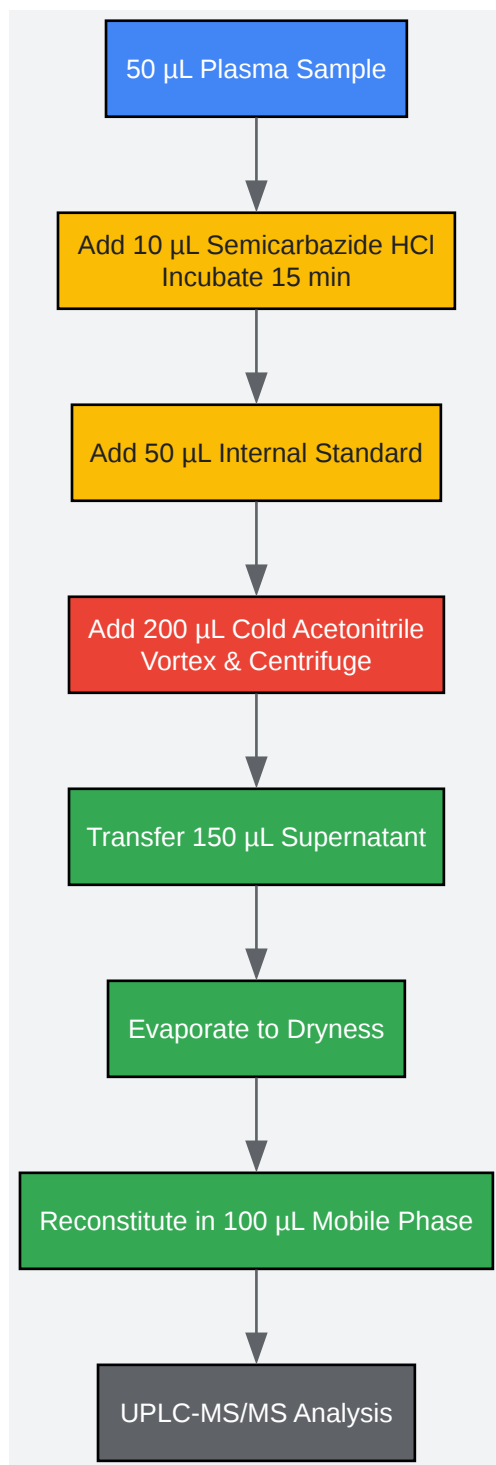 50 µL Plasma Sample
Add 10 µL Semicarbazide HCl
Incubate 15 min
Add 50 µL Internal Standard
Add 200 µL Cold Acetonitrile
Vortex & Centrifuge
Transfer 150 µL Supernatant
Evaporate to Dryness
Reconstitute in 100 µL Mobile Phase
UPLC-MS/MS Analysis